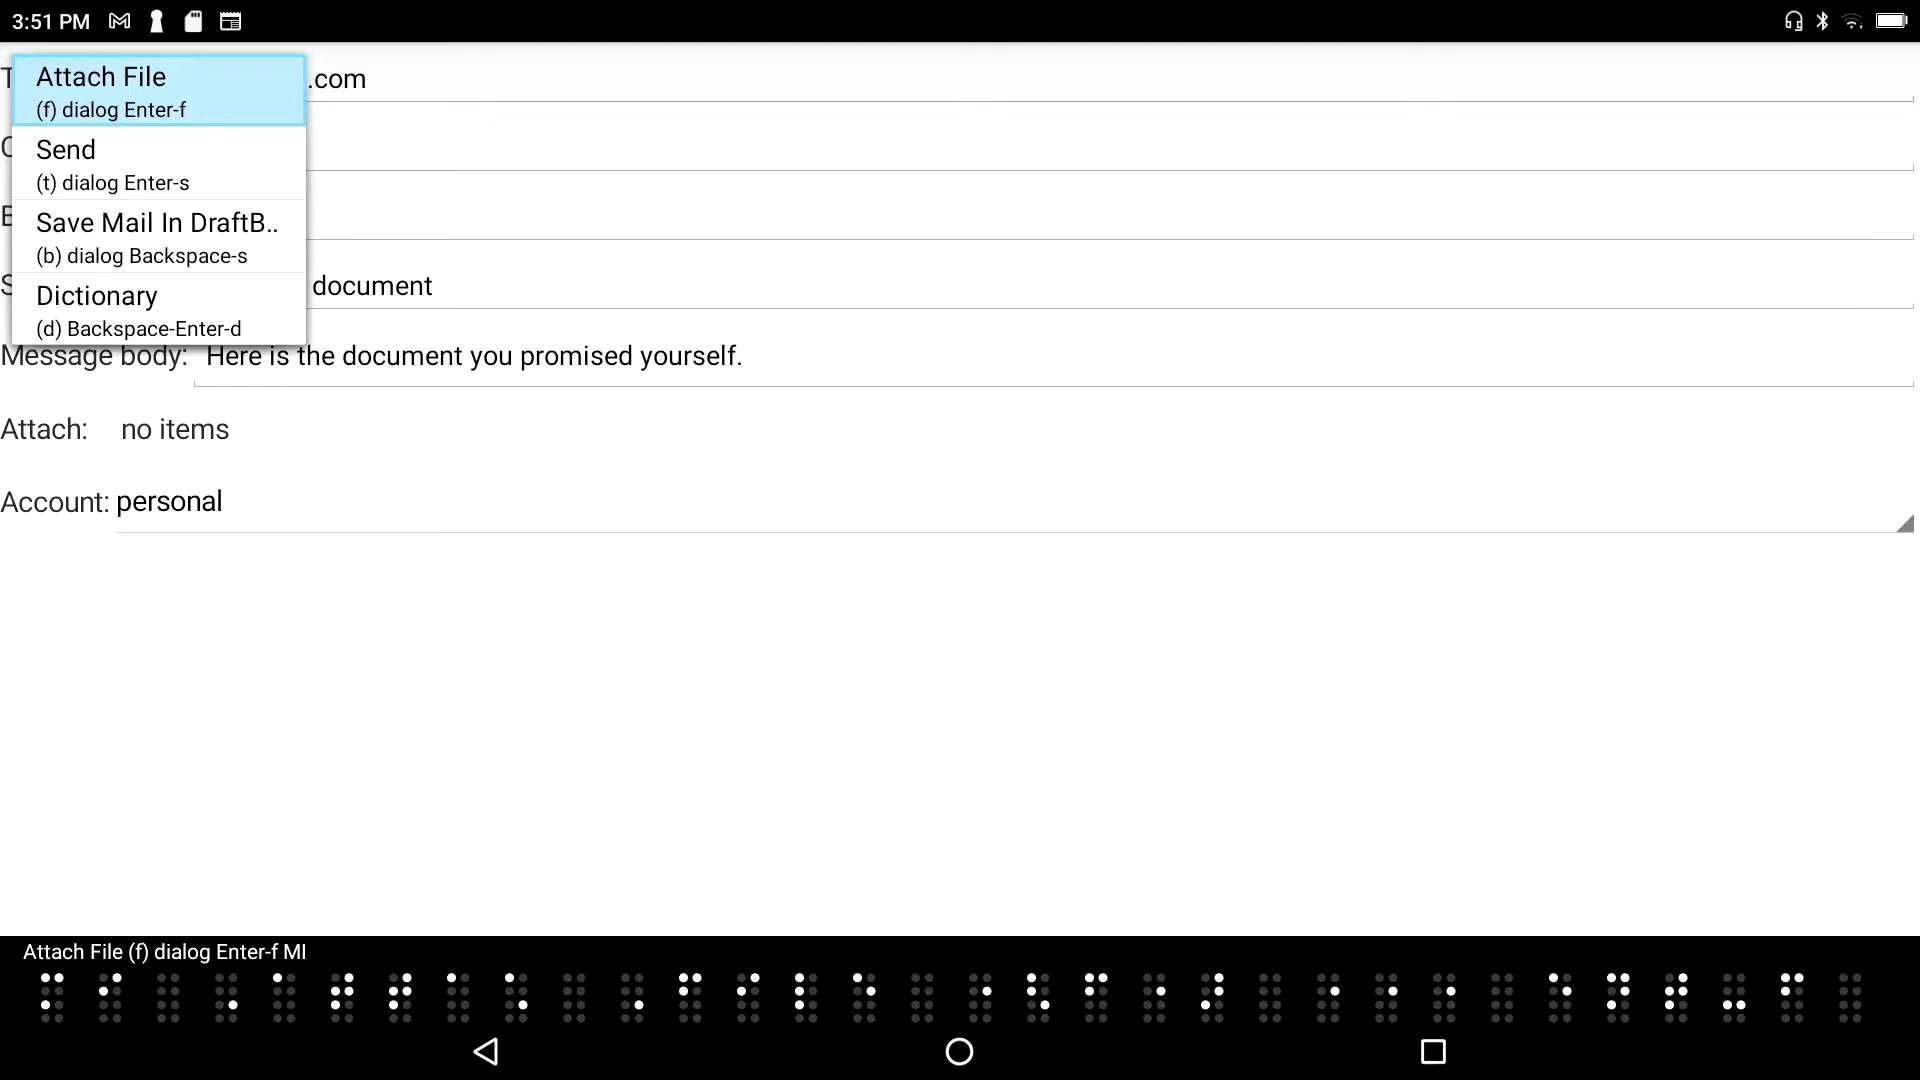 3:51 PM
Attach File
(f) dialog Enter-f
Send
(t) dialog Enter-s
Save Mail In DraftB..
(b) dialog Backspace-s
Dictionary
(d) Backspace-Enter-d
.com
document
Message body: Here is the document you promised yourself.
Attach: no items
Account: personal
Attach File (f) dialog Enter-f MI